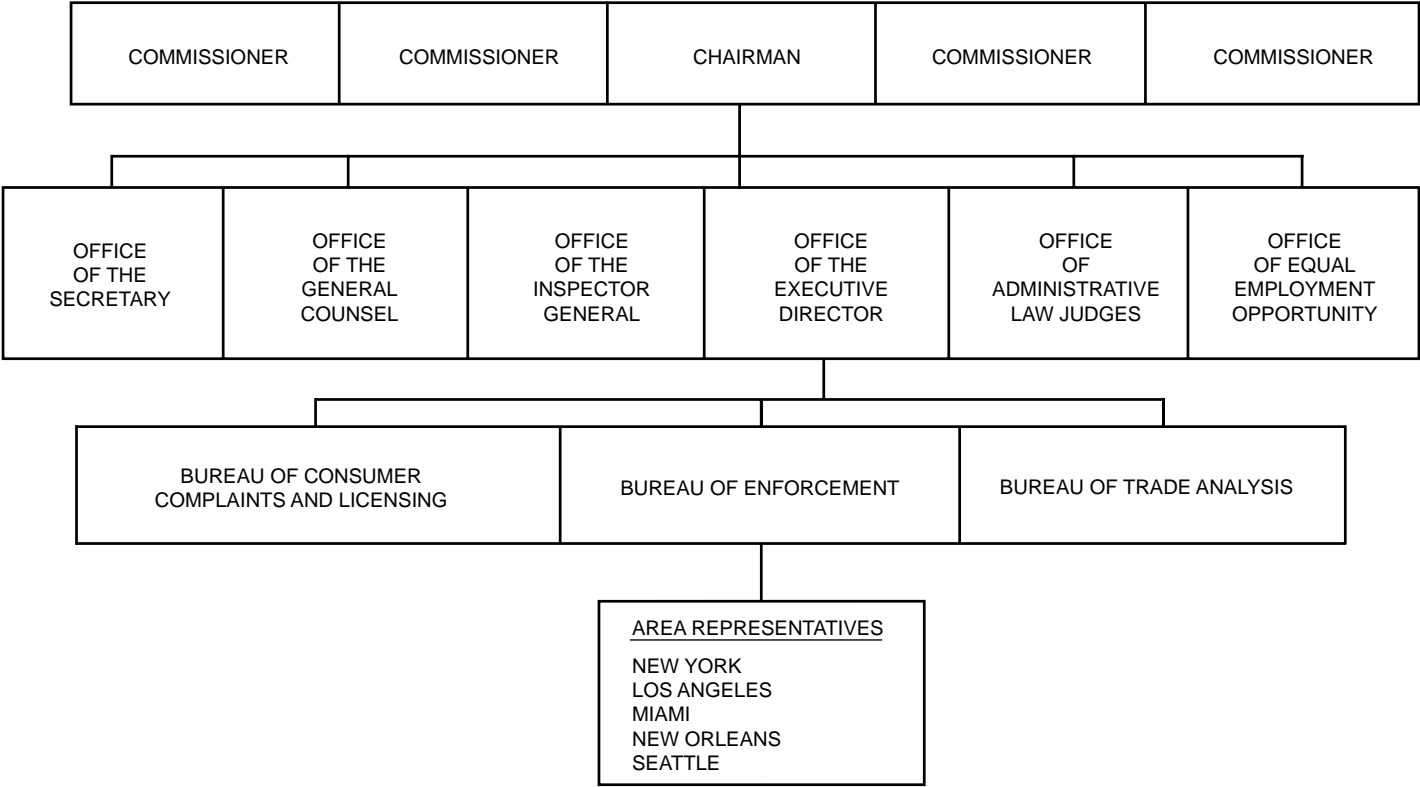 COMMISSIONER
COMMISSIONER
CHAIRMAN
COMMISSIONER
COMMISSIONER
OFFICE
OF THE
SECRETARY
OFFICE
OF THE
GENERAL
COUNSEL
OFFICE
OF THE
INSPECTOR
GENERAL
OFFICE
OF THE
EXECUTIVE
DIRECTOR
OFFICE
OF
ADMINISTRATIVE
LAW JUDGES
OFFICE
OF EQUAL
EMPLOYMENT
OPPORTUNITY
BUREAU OF CONSUMER
COMPLAINTS AND LICENSING
BUREAU OF ENFORCEMENT
BUREAU OF TRADE ANALYSIS
AREA REPRESENTATIVES
NEW YORK
LOS ANGELES
MIAMI
NEW ORLEANS
SEATTLE